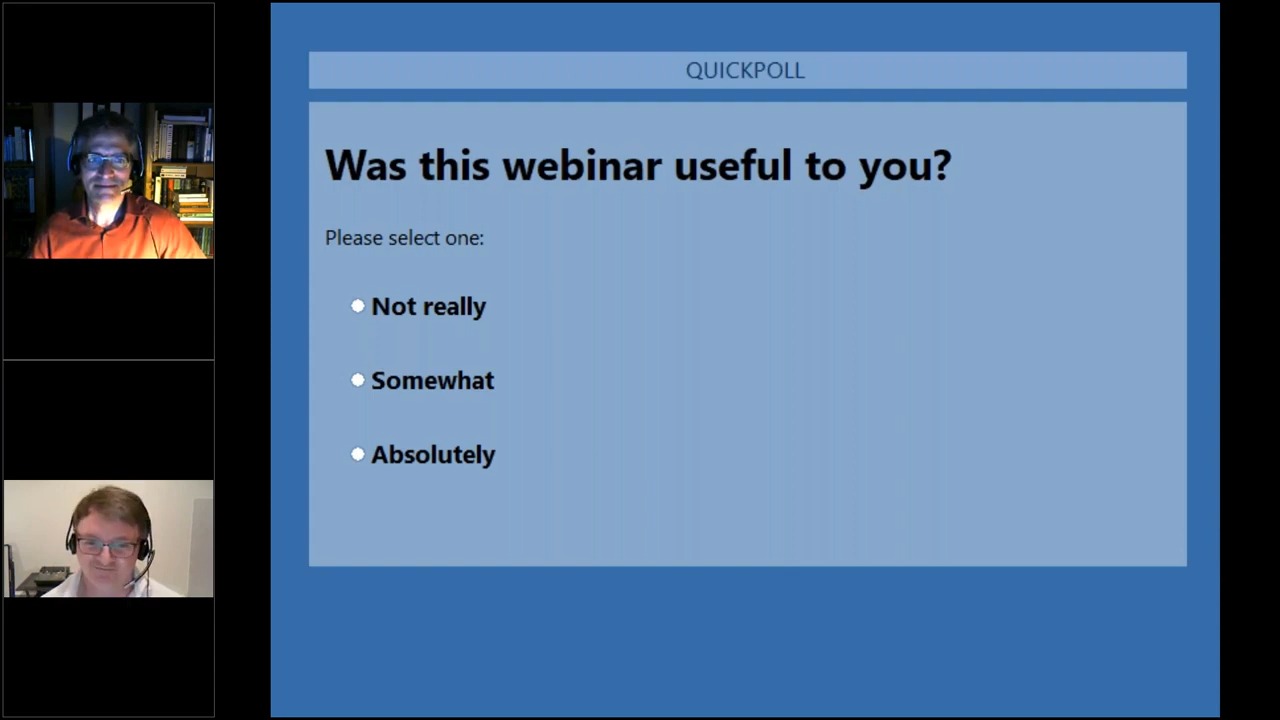 QUICKPOLL
Was this webinar useful to you?
Please select one:
Not really
Somewhat
Absolutely